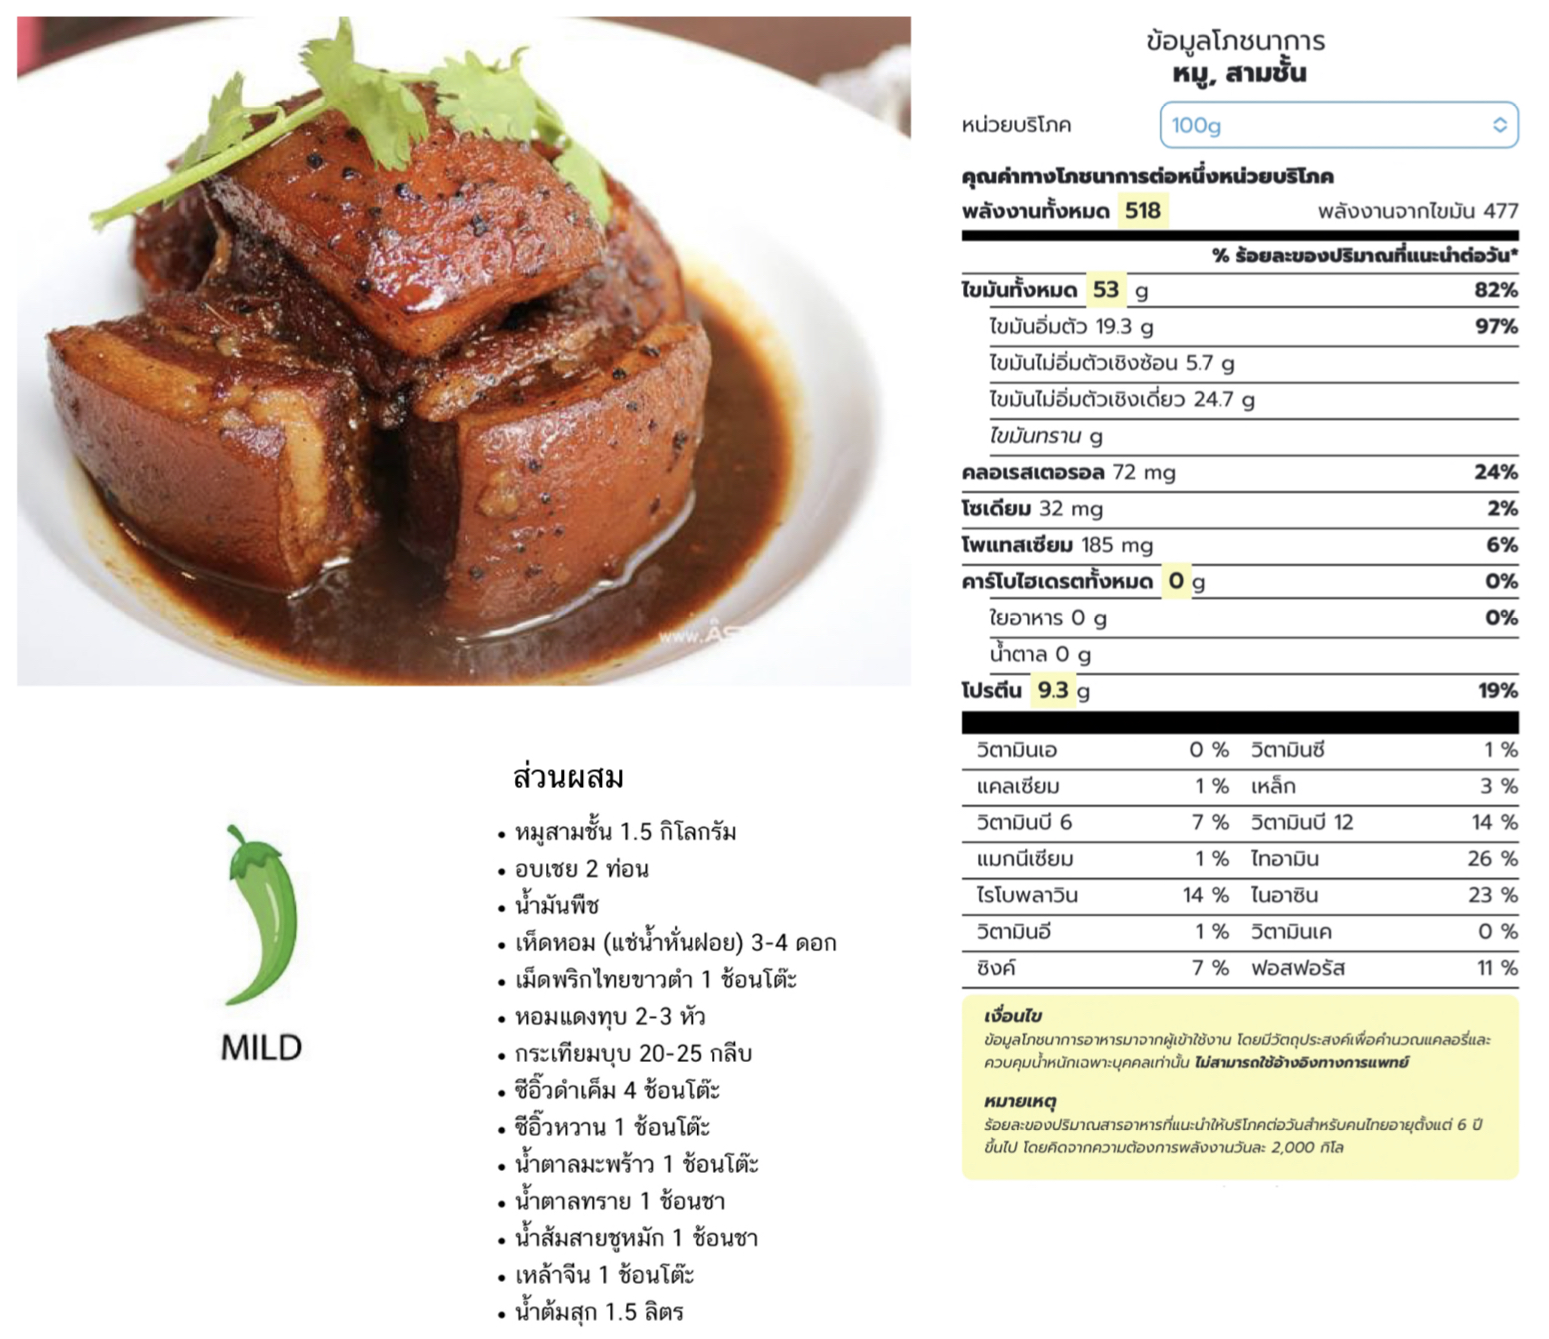 www.
MILD
ส่วนผสม
• หมูสามชั้น 1.5 กิโลกรัม
• อบเชย 2 ท่อน
• น้ำมันพืช
• เห็ดหอม (แช่น้ำหั่นฝอย) 3-4 ดอก
• เม็ดพริกไทยขาวตำ 1 ช้อนโต๊ะ
• หอมแดงทุบ 2-3 หัว
• กระเทียมบุบ 20-25 กลีบ
• ซีอิ๊วดำเค็ม 4 ช้อนโต๊ะ
• ซีอิ๊วหวาน 1 ช้อนโต๊ะ
• น้ำตาลมะพร้าว 1 ช้อนโต๊ะ
• น้ำตาลทราย 1 ช้อนชา
• น้ำส้มสายชูหมัก 1 ช้อนชา
• เหล้าจีน 1 ช้อนโต๊ะ
• น้ำต้มสุก 1.5 ลิตร
ข้อมูลโภชนาการ
หมู, สามชั้น
หน่วยบริโภค 100g
คุณค่าทางโภชนาการต่อหนึ่งหน่วยบริโภค
พลังงานทั้งหมด 518 พลังงานจากไขมัน 477
% ร้อยละของปริมาณที่แนะนำต่อวัน*
ไขมันทั้งหมด 53 g 82%
ไขมันอิ่มตัว 19.3 g 97%
ไขมันไม่อิ่มตัวเชิงซ้อน 5.7 g
ไขมันไม่อิ่มตัวเชิงเดี่ยว 24.7 g
ไขมันทราน g
คลอเรสเตอรอล 72 mg 24%
โซเดียม 32 mg 2%
โพแทสเซียม 185 mg 6%
คาร์โบไฮเดรตทั้งหมด 0 g 0%
ใยอาหาร 0 g 0%
น้ำตาล 0 g
โปรตีน 9.3 g 19%
วิตามินเอ 0 % วิตามินซี 1 %
แคลเซียม 1 % เหล็ก 3 %
วิตามินบี 6 7 % วิตามินบี 12 14 %
แมกนีเซียม 1 % ไทอามิน 26 %
ไรโบพลาวิน 14 % ไนอาซิน 23 %
วิตามินอี 1 % วิตามินเค 0 %
ซิงค์ 7 % ฟอสฟอรัส 11 %
เงื่อนไข
ข้อมูลโภชนาการอาหารมาจากผู้เข้าใช้งาน โดยมีวัตถุประสงค์เพื่อคำนวณแคลอรี่และ
ควบคุมน้ำหนักเฉพาะบุคคลเท่านั้น ไม่สามารถใช้อ้างอิงทางการแพทย์
หมายเหตุ
ร้อยละของปริมาณสารอาหารที่แนะนำให้บริโภคต่อวันสำหรับคนไทยอายุตั้งแต่ 6 ปี
ขึ้นไป โดยคิดจากความต้องการพลังงานวันละ 2,000 กิโล